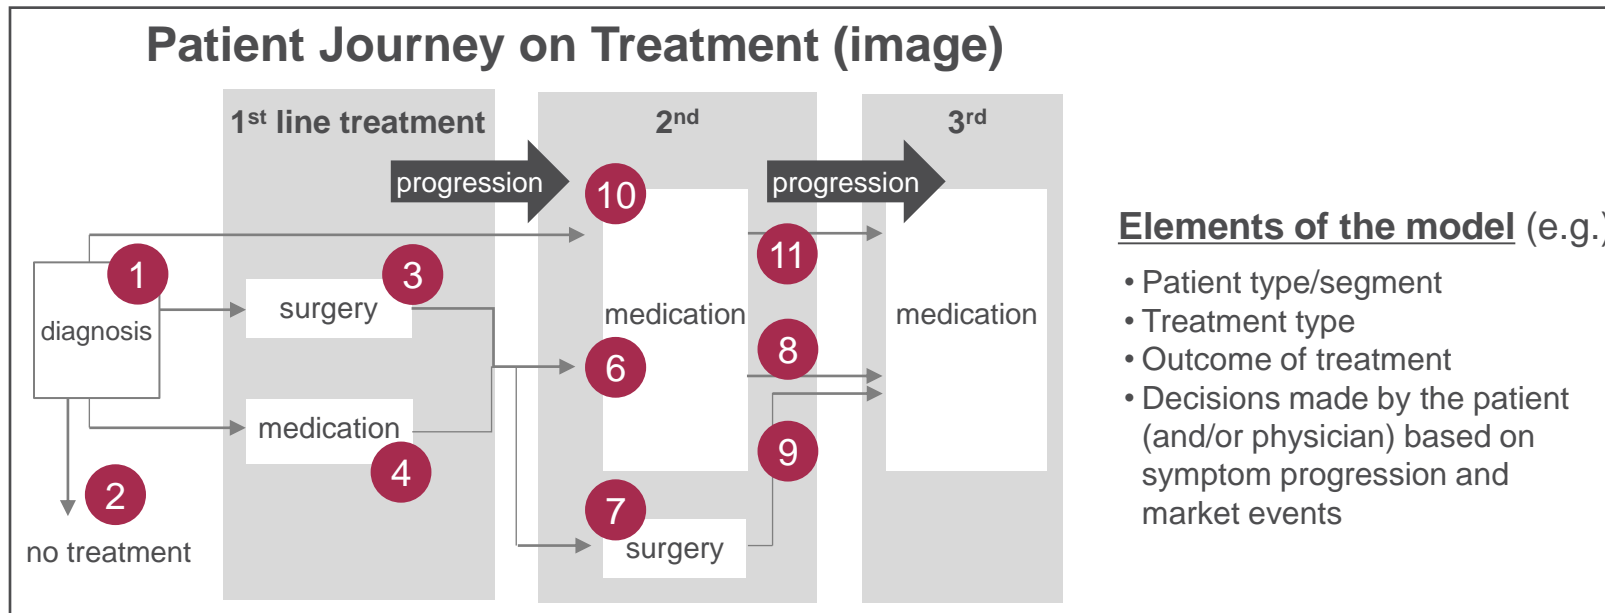 Patient Journey on Treatment (image)
1st line treatment
2nd
3rd
progression
progression
10
11
1
3
surgery
diagnosis
medication
medication
8
6
medication
4
9
2
7
surgery
no treatment
Elements of the model (e.g.)
• Patient type/segment
• Treatment type
• Outcome of treatment
• Decisions made by the patient
(and/or physician) based on
symptom progression and
market events